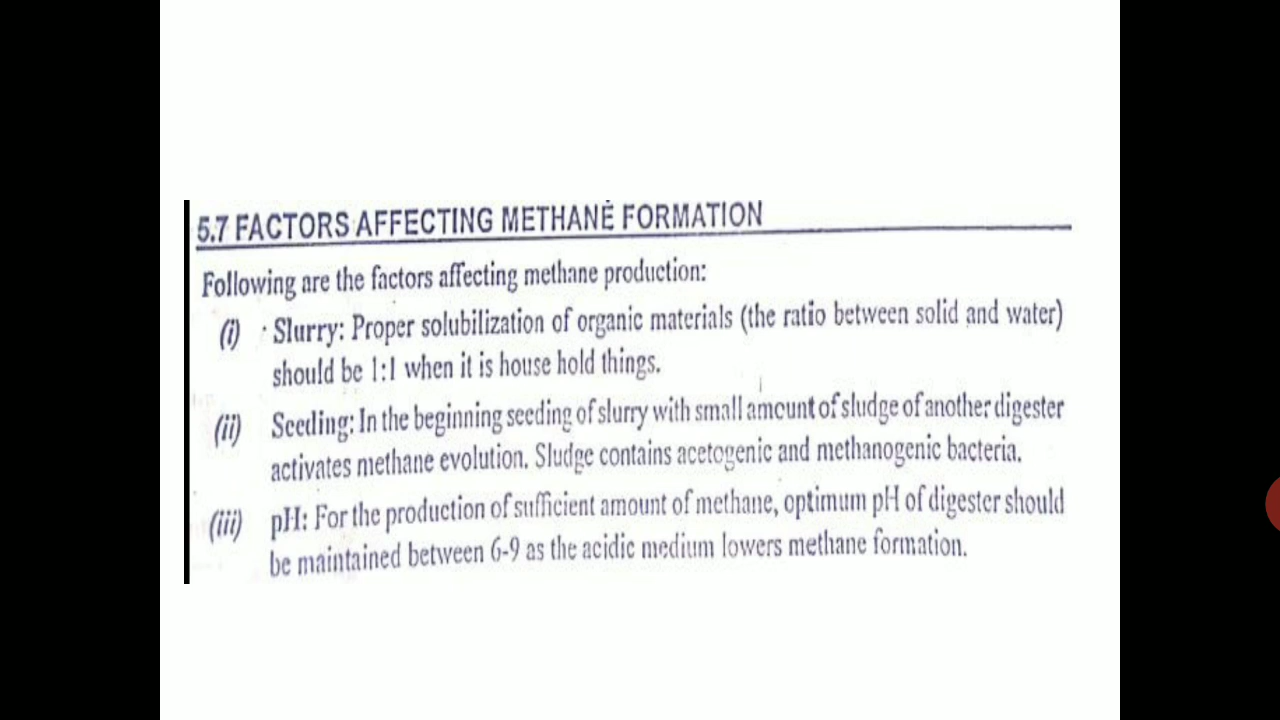 5.7 FACTORS AFFECTING METHANE FORMATION
Following are the factors affecting methane production:
(i) Slurry: Proper solubilization of organic materials (the ratio between solid and water)
should be 1:1 when it is house hold things.
(ii) Seeding: In the beginning seeding of slurry with small amount of sludge of another digester
activates methane evolution. Sludge contains acetogenic and methanogenic bacteria.
(iii) pH: For the production of sufficient amount of methane, optimum pH of digester should
be maintained between 6-9 as the acidic medium lowers methane formation.